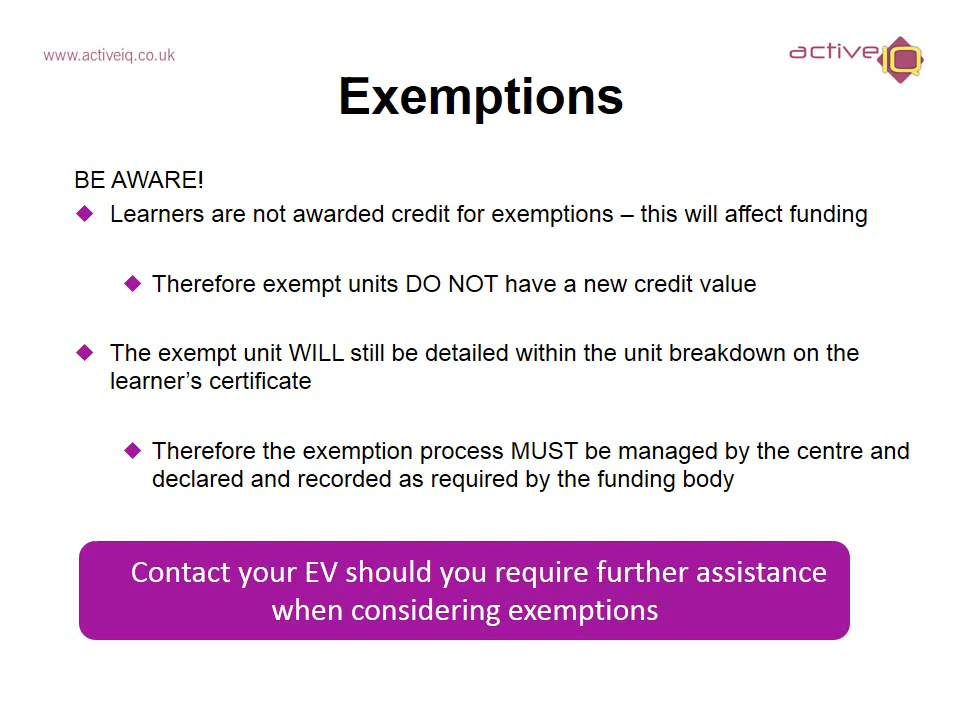 www.activeiq.co.uk
active IQ
Exemptions
BE AWARE!
Learners are not awarded credit for exemptions – this will affect funding
Therefore exempt units DO NOT have a new credit value
The exempt unit WILL still be detailed within the unit breakdown on the
learner’s certificate
Therefore the exemption process MUST be managed by the centre and
declared and recorded as required by the funding body
Contact your EV should you require further assistance
when considering exemptions